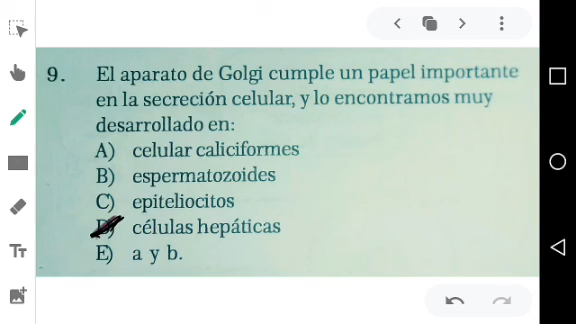 9. El aparato de Golgi cumple un papel importante
en la secreción celular, y lo encontramos muy
desarrollado en:
A) celular caliciformes
B) espermatozoides
C) epiteliocitos
D) células hepáticas
E) a y b.
Tт